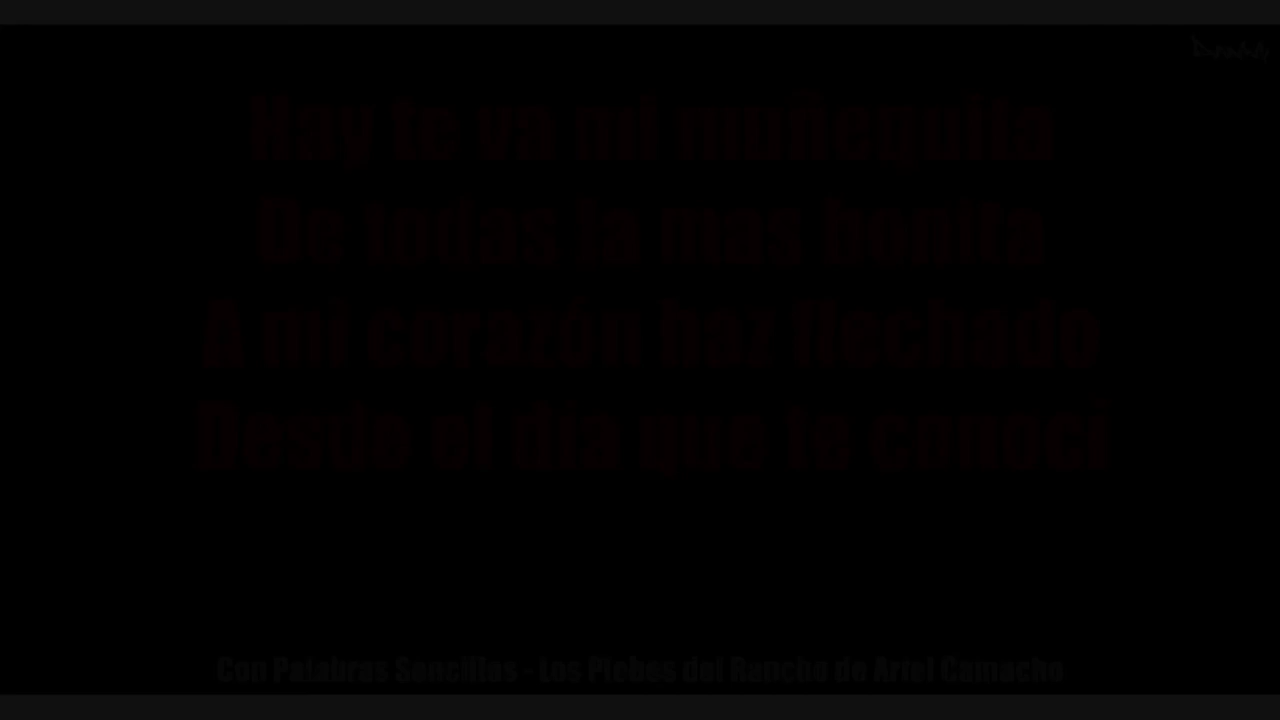 Hay te va mi muñequita
De todas la mas bonita
A mi corazón haz flechado
Desde el dia que te conoci
Con Palabras Sencillas - Los Plebes del Rancho de Ariel Camacho